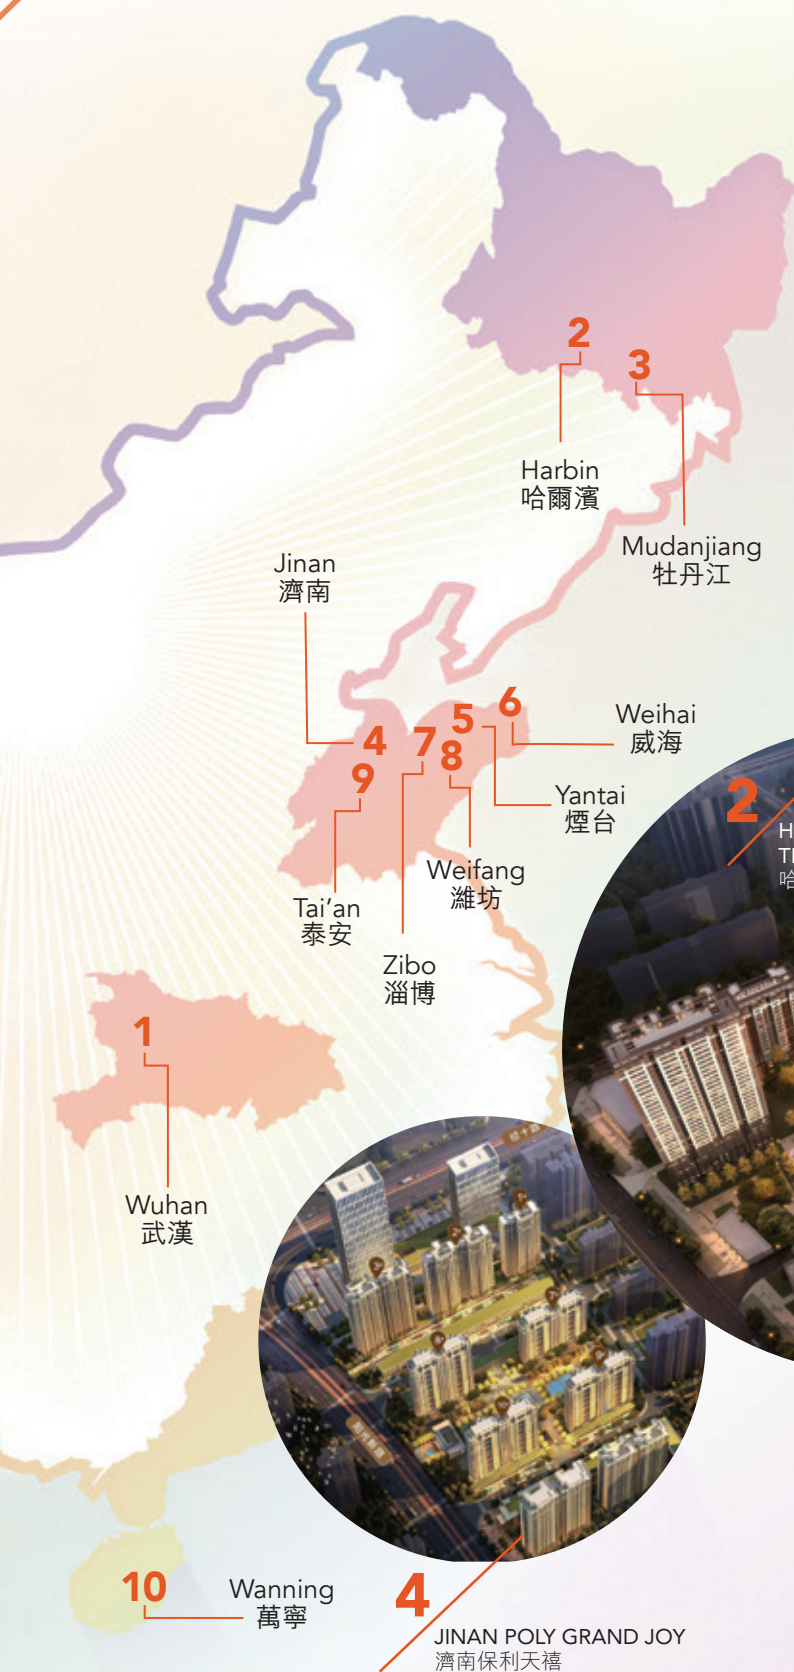 2
3
Harbin
哈爾濱
Mudanjiang
牡丹江
Jinan
濟南
4
5
6
7
8
9
Weihai
威海
Yantai
煙台
Weifang
濰坊
Tai'an
泰安
Zibo
淄博
2
1
Wuhan
武漢
10
Wanning
萬寧
4
JINAN POLY GRAND JOY
濟南保利天禧